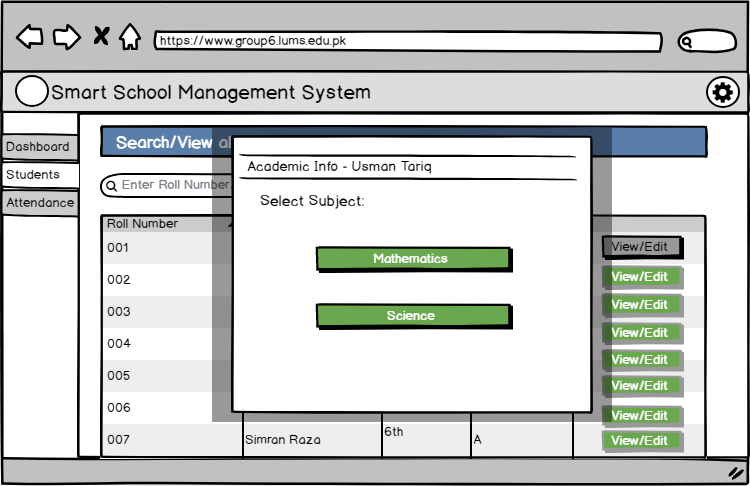 https://www.group6.lums.edu.pk
Smart School Management System
Dashboard
Students
Attendance
Search/View al
Enter Roll Number
Academic Info - Usman Tariq
Select Subject:
Mathematics
Science
Roll Number
001 View/Edit
002 View/Edit
003 View/Edit
004 View/Edit
005 View/Edit
View/Edit
006 View/Edit
007 Simran Raza 6th A View/Edit